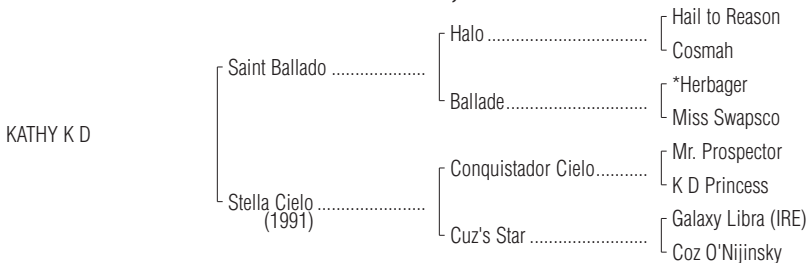 Hail to Reason
Halo ................................
Cosmah
Saint Ballado ....................
*Herbager
Ballade............................
Miss Swapsco
KATHY K D
Mr. Prospector
Conquistador Cielo...........
K D Princess
Stella Cielo .......................
(1991)
Galaxy Libra (IRE)
Cuz's Star .......................
Coz O'Nijinsky